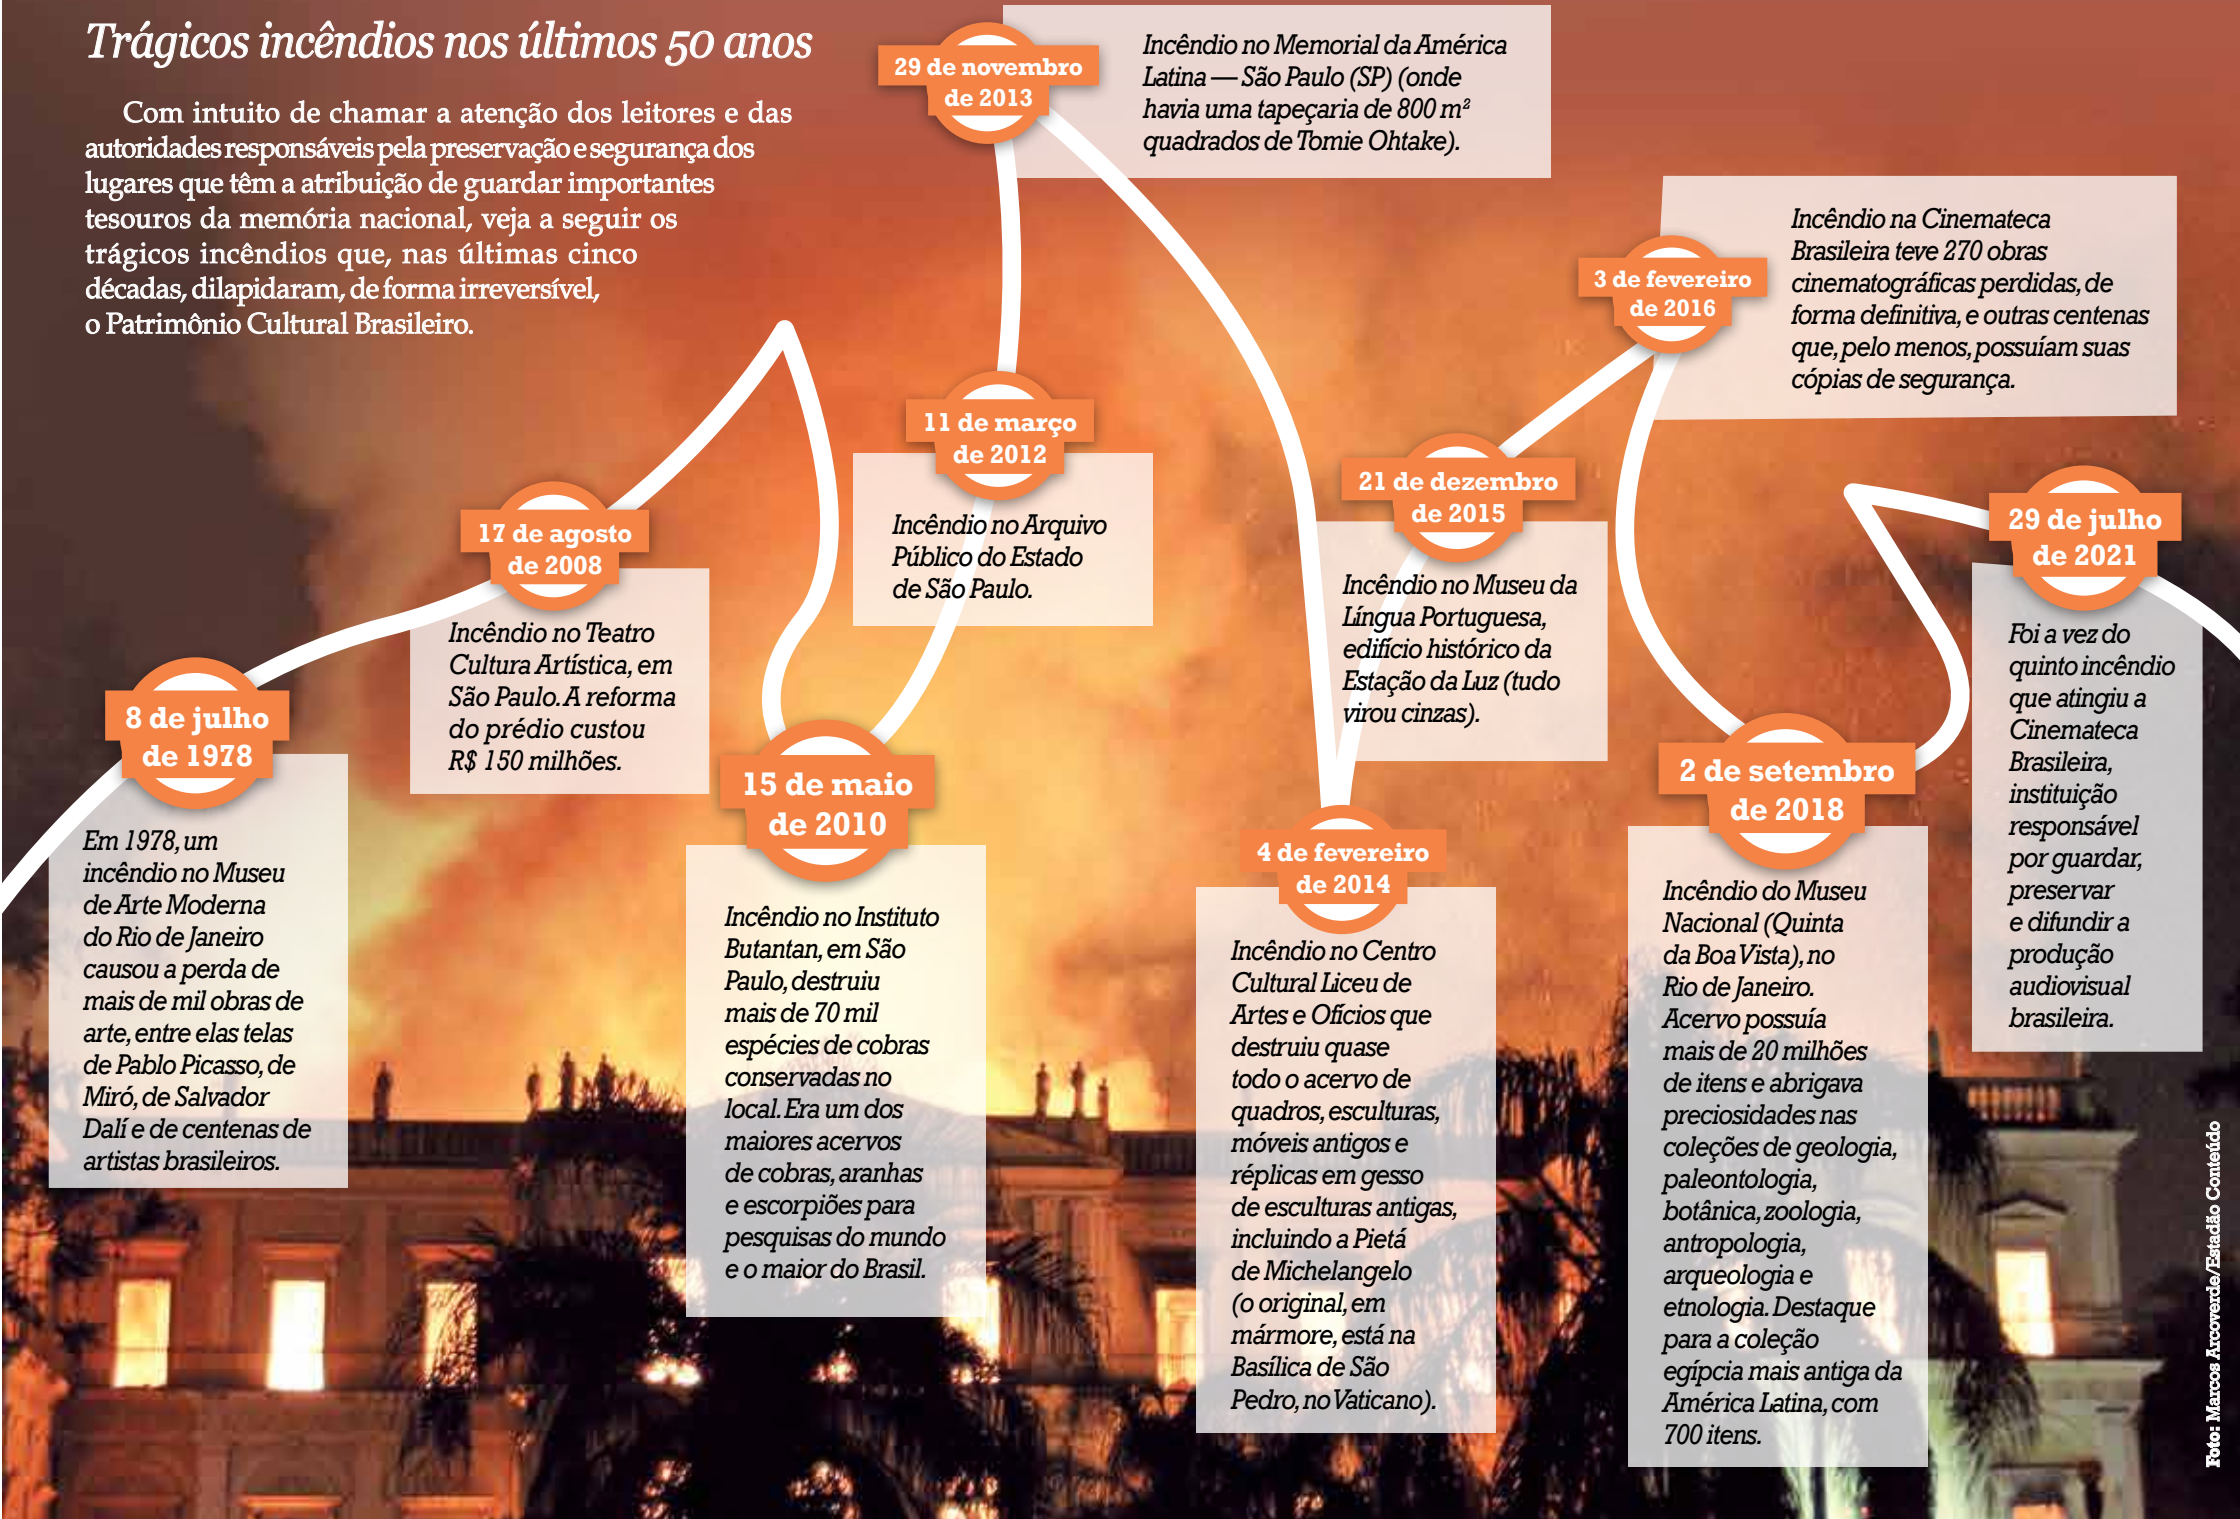 Trágicos incêndios nos últimos 50 anos
Com intuito de chamar a atenção dos leitores e das
autoridades responsáveis pela preservação e segurança dos
lugares que têm a atribuição de guardar importantes
tesouros da memória nacional, veja a seguir os
trágicos incêndios que, nas últimas cinco
décadas, dilapidaram, de forma irreversível,
o Patrimônio Cultural Brasileiro.
8 de julho
de 1978
Em 1978, um
incêndio no Museu
de Arte Moderna
do Rio de Janeiro
causou a perda de
mais de mil obras de
arte, entre elas telas
de Pablo Picasso, de
Miró, de Salvador
Dalí e de centenas de
artistas brasileiros.
17 de agosto
de 2008
Incêndio no Teatro
Cultura Artística, em
São Paulo. A reforma
do prédio custou
R$ 150 milhões.
15 de maio
de 2010
Incêndio no Instituto
Butantan, em São
Paulo, destruiu
mais de 70 mil
espécies de cobras
conservadas no
local. Era um dos
maiores acervos
de cobras, aranhas
e escorpiões para
pesquisas do mundo
e o maior do Brasil.
11 de março
de 2012
Incêndio no Arquivo
Público do Estado
de São Paulo.
29 de novembro
de 2013
Incêndio no Memorial da América
Latina — São Paulo (SP) (onde
havia uma tapeçaria de 800 m²
quadrados de Tomie Ohtake).
4 de fevereiro
de 2014
Incêndio no Centro
Cultural Liceu de
Artes e Ofícios que
destruiu quase
todo o acervo de
quadros, esculturas,
móveis antigos e
réplicas em gesso
de esculturas antigas,
incluindo a Pietá
de Michelangelo
(o original, em
mármore, está na
Basílica de São
Pedro, no Vaticano).
21 de dezembro
de 2015
Incêndio no Museu da
Língua Portuguesa,
edifício histórico da
Estação da Luz (tudo
virou cinzas).
3 de fevereiro
de 2016
Incêndio na Cinemateca
Brasileira teve 270 obras
cinematográficas perdidas, de
forma definitiva, e outras centenas
que, pelo menos, possuíam suas
cópias de segurança.
2 de setembro
de 2018
Incêndio do Museu
Nacional (Quinta
da Boa Vista), no
Rio de Janeiro.
Acervo possuía
mais de 20 milhões
de itens e abrigava
preciosidades nas
coleções de geologia,
paleontologia,
botânica, zoologia,
antropologia,
arqueologia e
etnologia. Destaque
para a coleção
egípcia mais antiga da
América Latina, com
700 itens.
29 de julho
de 2021
Foi a vez do
quinto incêndio
que atingiu a
Cinemateca
Brasileira,
instituição
responsável
por guardar,
preservar
e difundir a
produção
audiovisual
brasileira.
Foto: Marcos Arcoverde/Estadão Conteúdo